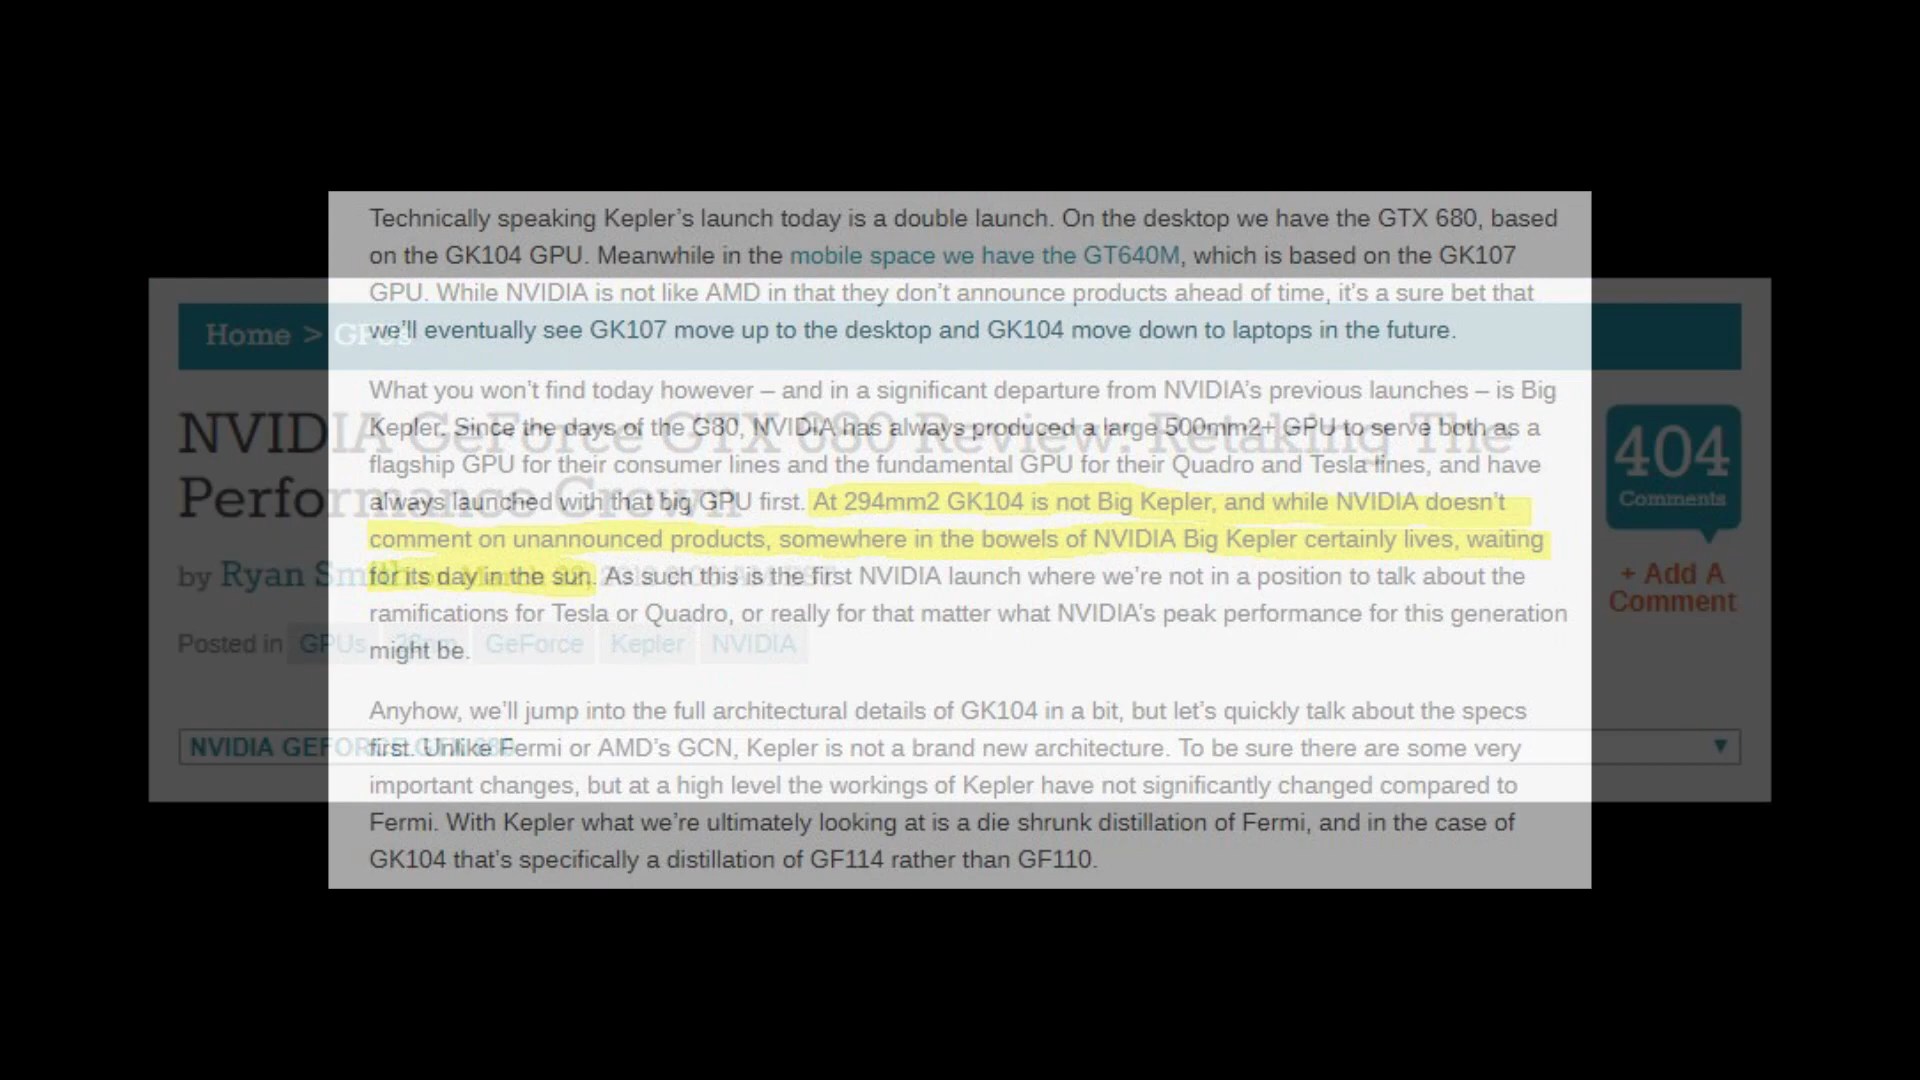 Technically speaking Kepler’s launch today is a double launch. On the desktop we have the GTX 680, based
on the GK104 GPU. Meanwhile in the mobile space we have the GT640M, which is based on the GK107
GPU. While NVIDIA is not like AMD in that they don’t announce products ahead of time, it’s a sure bet that
we’ll eventually see GK107 move up to the desktop and GK104 move down to laptops in the future.
What you won’t find today however – and in a significant departure from NVIDIA’s previous launches – is Big
Kepler. Since the days of the G80, NVIDIA has always produced a large 500mm2+ GPU to serve both as a
flagship GPU for their consumer lines and the fundamental GPU for their Quadro and Tesla lines, and have
always launched with that big GPU first. At 294mm2 GK104 is not Big Kepler, and while NVIDIA doesn’t
comment on unannounced products, somewhere in the bowels of NVIDIA Big Kepler certainly lives, waiting
for its day in the sun. As such this is the first NVIDIA launch where we’re not in a position to talk about the
ramifications for Tesla or Quadro, or really for that matter what NVIDIA’s peak performance for this generation
might be.
Anyhow, we’ll jump into the full architectural details of GK104 in a bit, but let’s quickly talk about the specs
first. Unlike Fermi or AMD’s GCN, Kepler is not a brand new architecture. To be sure there are some very
important changes, but at a high level the workings of Kepler have not significantly changed compared to
Fermi. With Kepler what we’re ultimately looking at is a die shrunk distillation of Fermi, and in the case of
GK104 that’s specifically a distillation of GF114 rather than GF110.
Home > GPUs
NVIDIA GeForce GTX 680 Review: Retaking The
Performance Crown
by Ryan Smith
Posted in GPUs 28nm GeForce Kepler NVIDIA
NVIDIA GEFORCE GTX 680
404
Comments
+ Add A
Comment